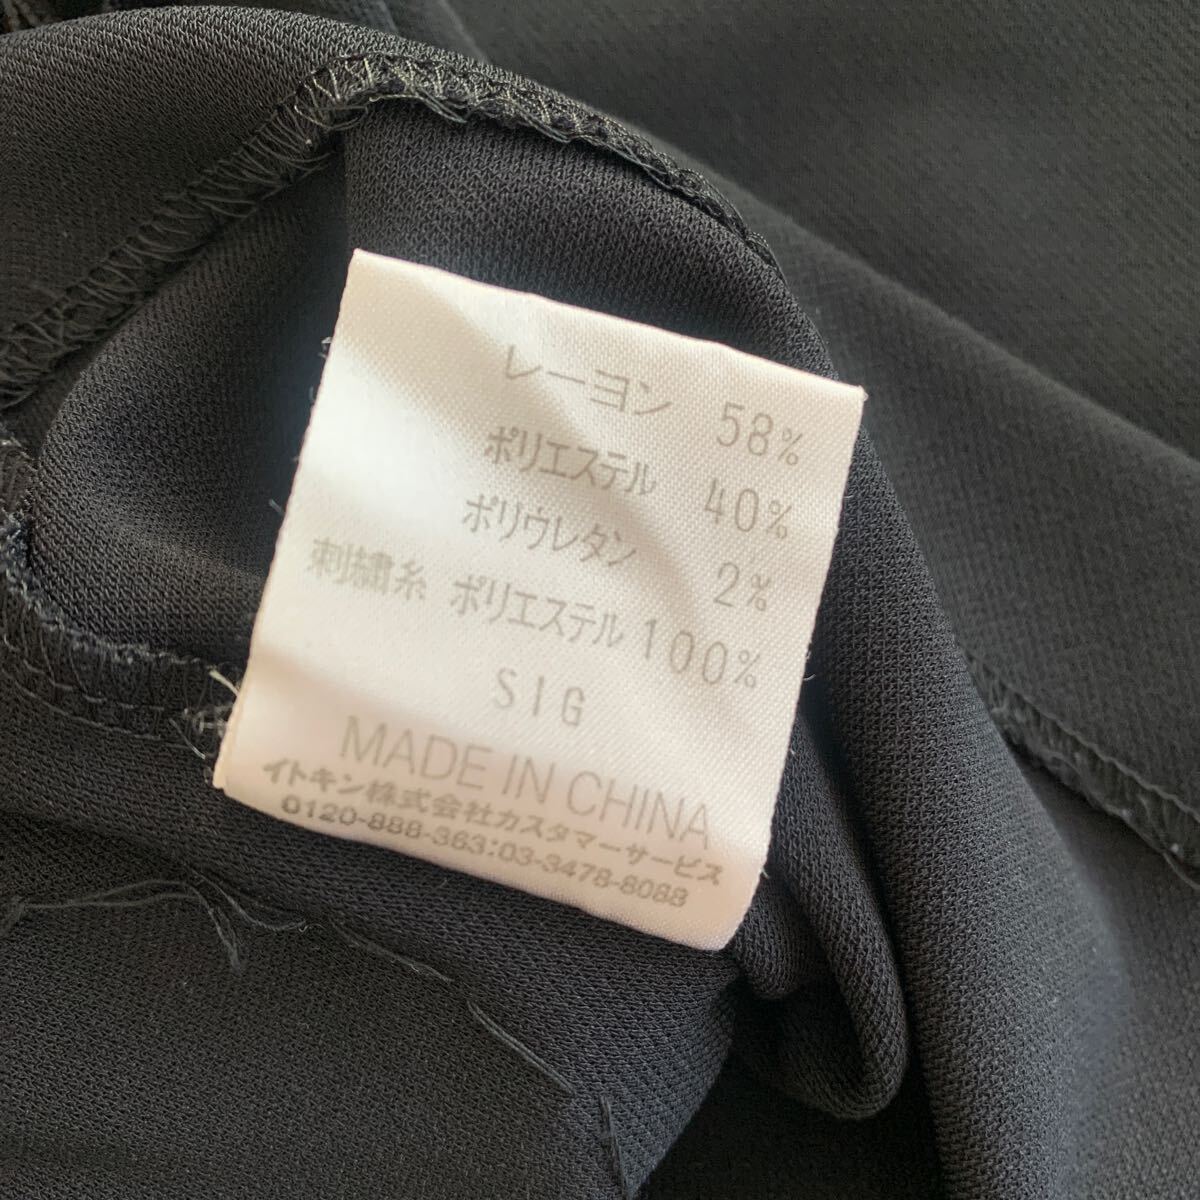 レーヨン 58%
ポリエステル 40%
ポリウレタン 2%
刺繍糸 ポリエステル 100%
SIG
MADE IN CHINA
イトキン株式会社カスタマーサービス
0120-888-363:03-3478-8088